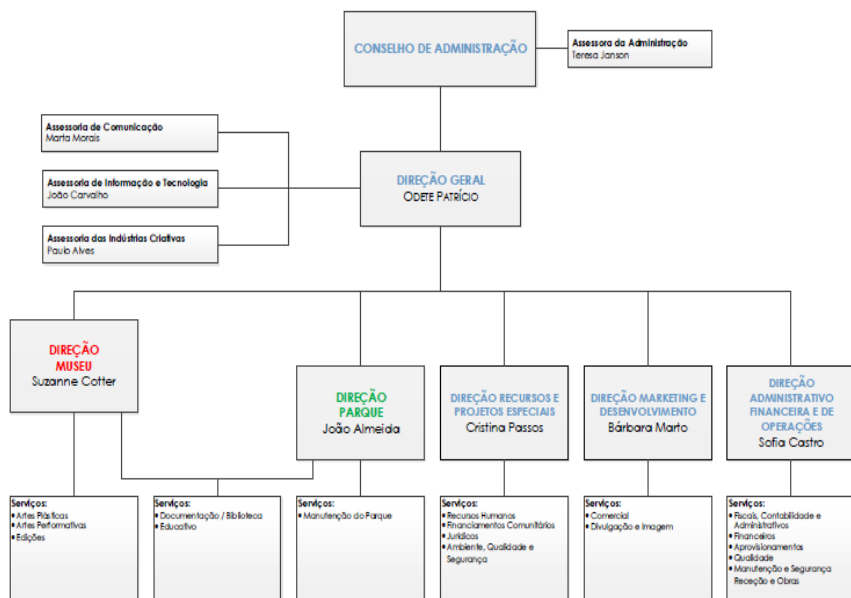 CONSELHO DE ADMINISTRAÇÃO
Assessora da Administração
Teresa Janson
Assessoria de Comunicação
Marta Morais
Assessoria de Informação e Tecnologia
João Carvalho
Assessoria das Indústrias Criativas
Paulo Alves
DIREÇÃO GERAL
ODETE PATRÍCIO
DIREÇÃO
MUSEU
Suzanne Cotter
DIREÇÃO
PARQUE
João Almeida
DIREÇÃO RECURSOS E
PROJETOS ESPECIAIS
Cristina Passos
DIREÇÃO MARKETING E
DESENVOLVIMENTO
Bárbara Marto
DIREÇÃO
ADMINISTRATIVO
FINANCEIRA E DE
OPERAÇÕES
Sofia Castro
Serviços:
• Artes Plásticas
• Artes Performativas
• Edições
Serviços:
• Documentação / Biblioteca
• Educativo
Serviços:
• Manutenção do Parque
Serviços:
• Recursos Humanos
• Financiamentos Comunitários
• Jurídicos
• Ambiente, Qualidade e
Segurança
Serviços:
• Comercial
• Divulgação e Imagem
Serviços:
• Fiscais, Contabilidade e
Administrativos
• Financeiros
• Aprovisionamentos
• Qualidade
• Manutenção e Segurança
Receção e Obras